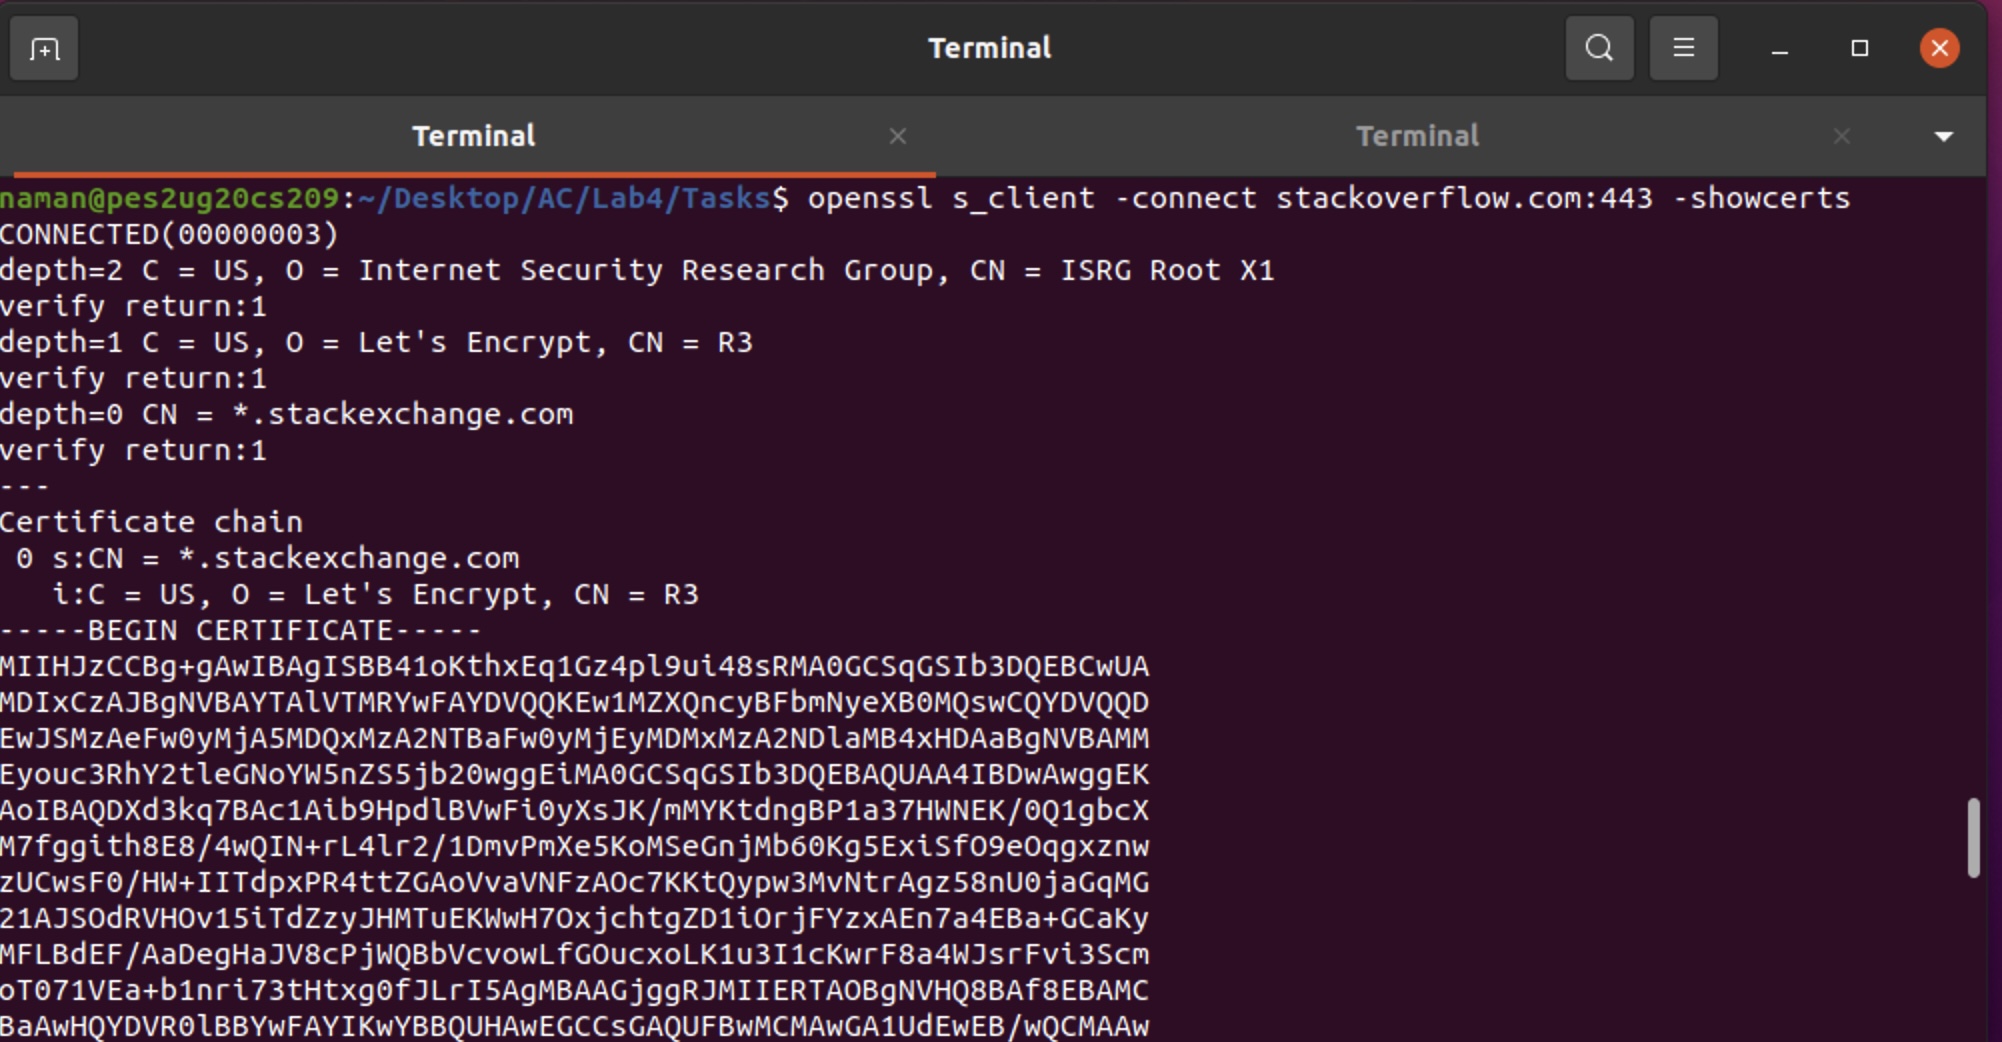 Terminal
Terminal Terminal
naman@pes2ug20cs209:~/Desktop/AC/Lab4/Tasks$ openssl s_client -connect stackoverflow.com:443 -showcerts
CONNECTED(00000003)
depth=2 C = US, O = Internet Security Research Group, CN = ISRG Root X1
verify return:1
depth=1 C = US, O = Let's Encrypt, CN = R3
verify return:1
depth=0 CN = *.stackexchange.com
verify return:1
---
Certificate chain
 0 s:CN = *.stackexchange.com
   i:C = US, O = Let's Encrypt, CN = R3
-----BEGIN CERTIFICATE-----
MIIHJzCCBg+gAwIBAgISBB41oKthxEq1Gz4pl9ui48sRMA0GCSqGSIb3DQEBCwUA
MDIxCzAJBgNVBAYTAlVTMRYwFAYDVQQKEw1MZXQncyBFbmNyeXB0MQswCQYDVQQD
EwJSMzAeFw0yMjA5MDQxMzA2NTBaFw0yMjEyMDMxMzA2NDlaMB4xHDAaBgNVBAMM
Eyouc3RhY2tleGNoYW5nZS5jb20wggEiMA0GCSqGSIb3DQEBAQUAA4IBDwAwggEK
AoIBAQDXd3kq7BAc1Aib9HpdlBVwFi0yXsJK/mMYKtdngBP1a37HWNEK/0Q1gbcX
M7fggith8E8/4wQIN+rL4lr2/1DmvPmXe5KoMSeGnjMb60Kg5ExiSfO9eOqgxznw
zUCwsF0/HW+IITdpxPR4ttZGAoVvaVNFzAOc7KKtQypw3MvNtrAgz58nU0jaGqMG
21AJSOdRVHOv15iTdZzyJHMTuEKWwH7OxjchtgZD1iOrjFYzxAEn7a4EBa+GCaKy
MFLBdEF/AaDegHaJV8cPjWQBbVcvowLfGOucxoLK1u3I1cKwrF8a4WJsrFvi3Scm
oT071VEa+b1nri73tHtxg0fJLrI5AgMBAAGjggRJMIIERTAOBgNVHQ8BAf8EBAMC
BaAwHQYDVR0lBBYwFAYIKwYBBQUHAwEGCCsGAQUFBwMCMAwGA1UdEwEB/wQCMAAw